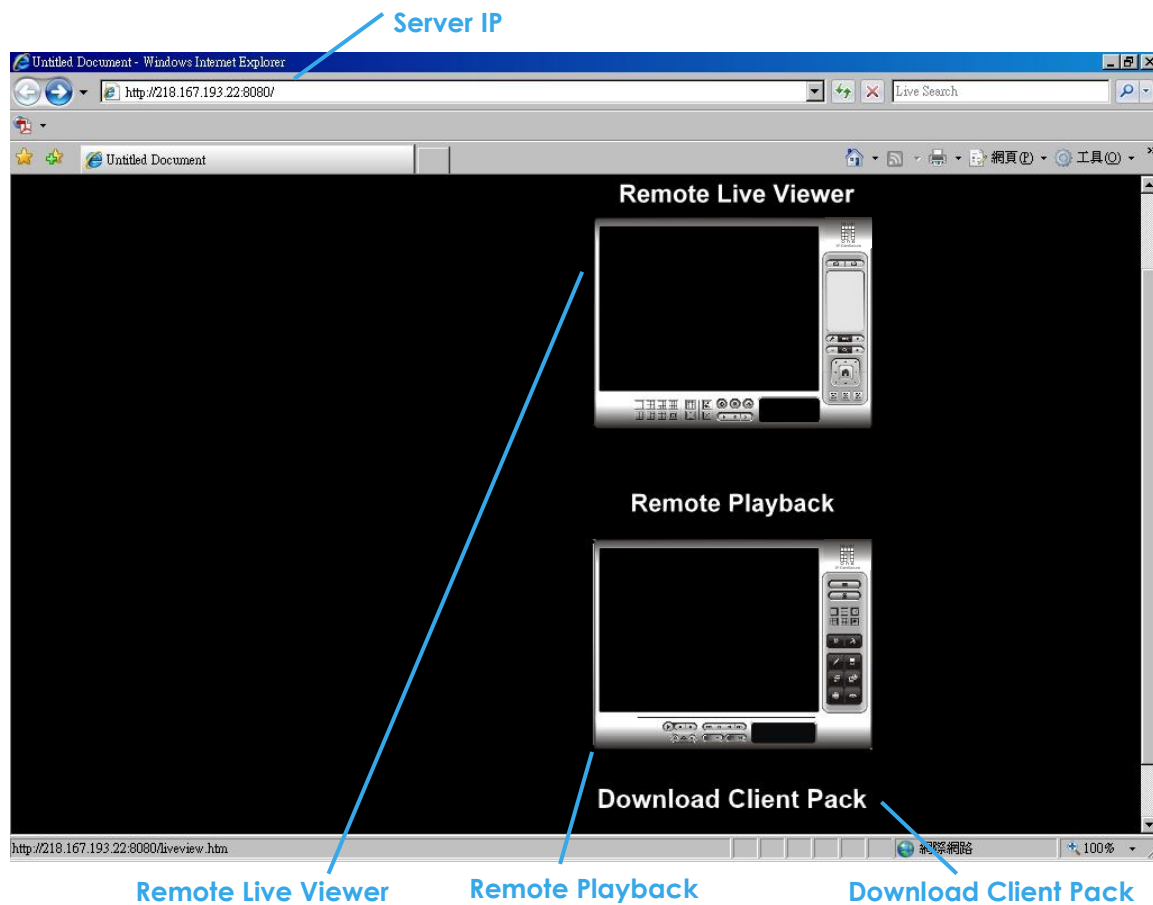 Server IP
Untitled Document - Windows Internet Explorer
http://218.167.193.22:8080/
Live Search
Untitled Document
網頁(P)
工具(O)
Remote Live Viewer
Remote Playback
Download Client Pack
http://218.167.193.22:8080/liveview.htm
網際網路
100%
Remote Live Viewer
Remote Playback
Download Client Pack